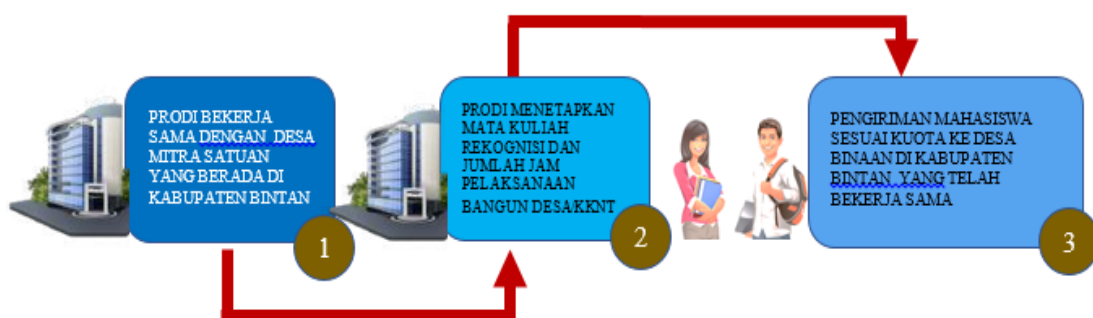 PRODI BEKERJA
SAMA DENGAN DESA
MITRA SATUAN
YANG BERADA DI
KABUPATEN BINTAN
1
PRODI MENETAPKAN
MATA KULIAH
REKOGNISI DAN
JUMLAH JAM
PELAKSANAAN
BANGUN DESA/KKNT
2
PENGIRIMAN MAHASISWA
SESUAI KUOTA KE DESA
BINAAN DI KABUPATEN
BINTAN YANG TELAH
BEKERJA SAMA
3